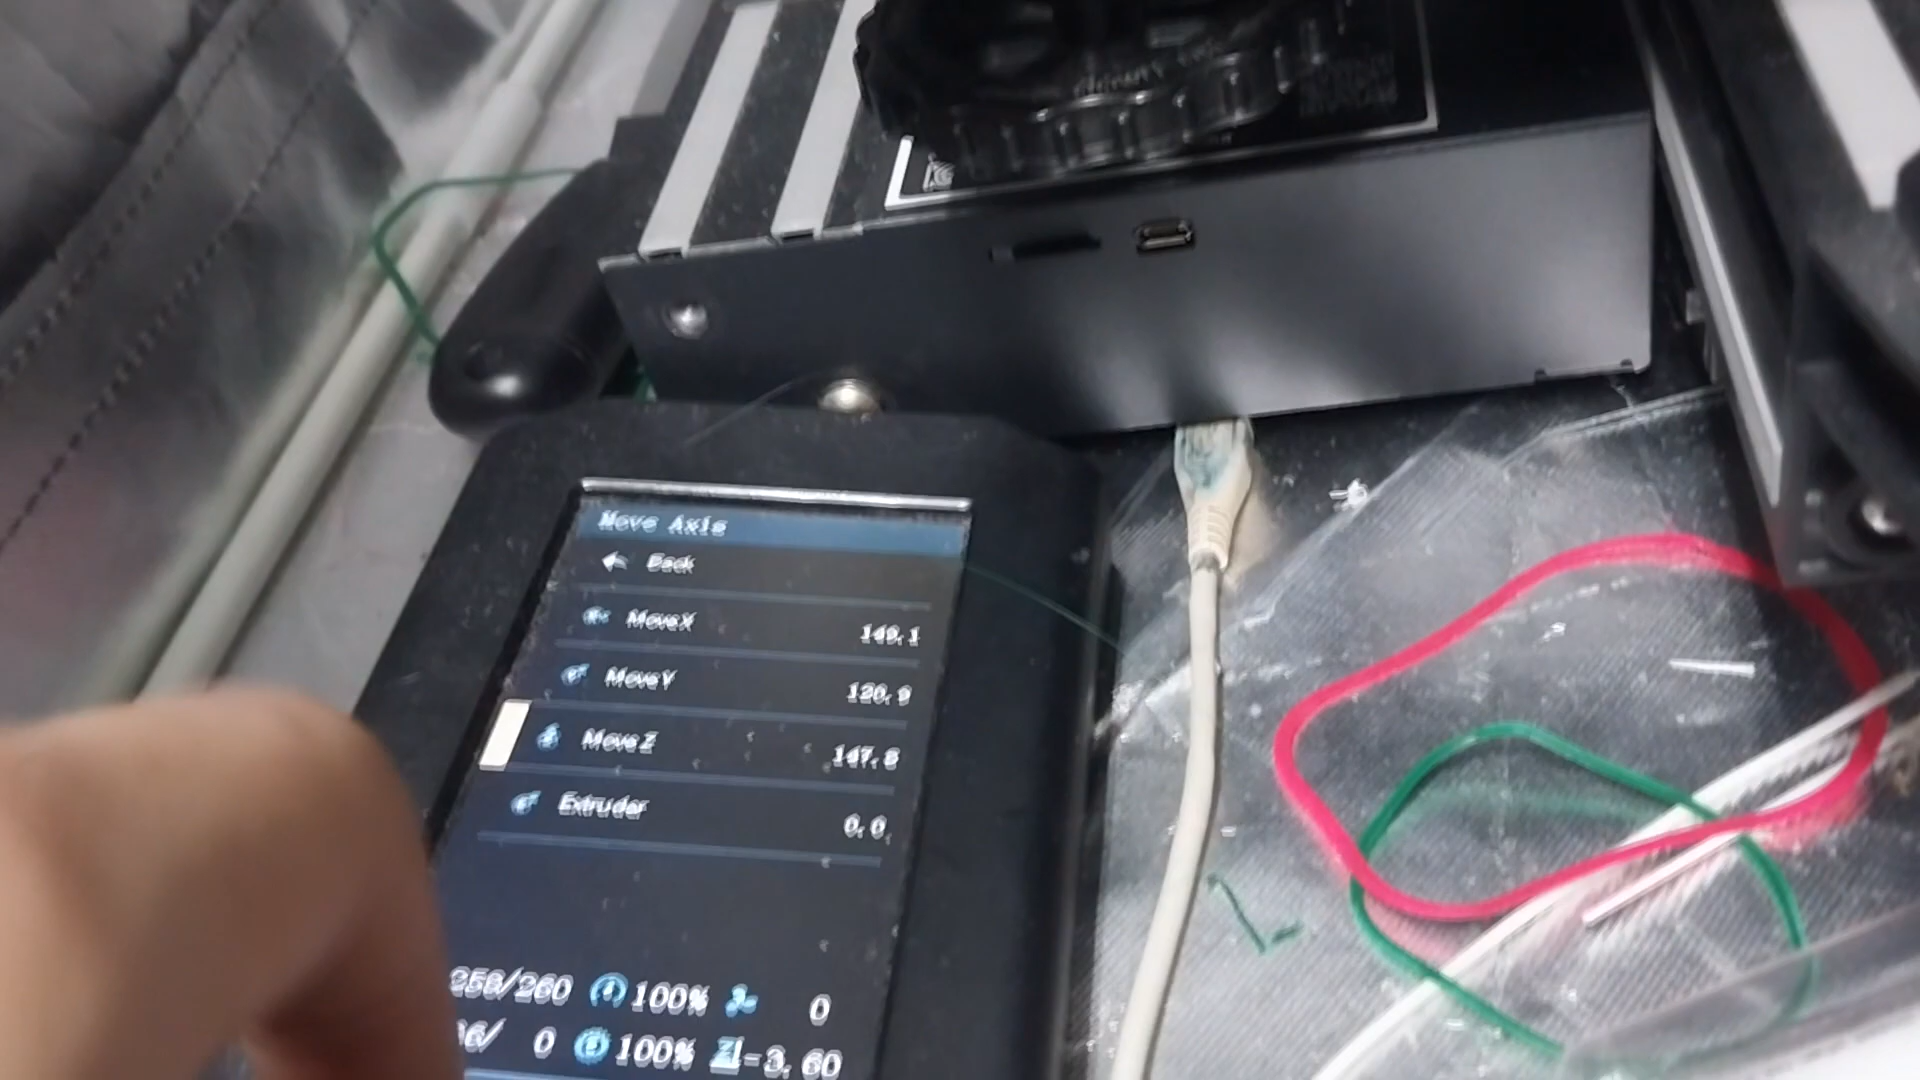 Move Axis
Back
MoveX 149.1
MoveY 120.9
MoveZ 147.8
Extruder 0.0
258/260 100% 0
36/ 0 100% Z-3.60